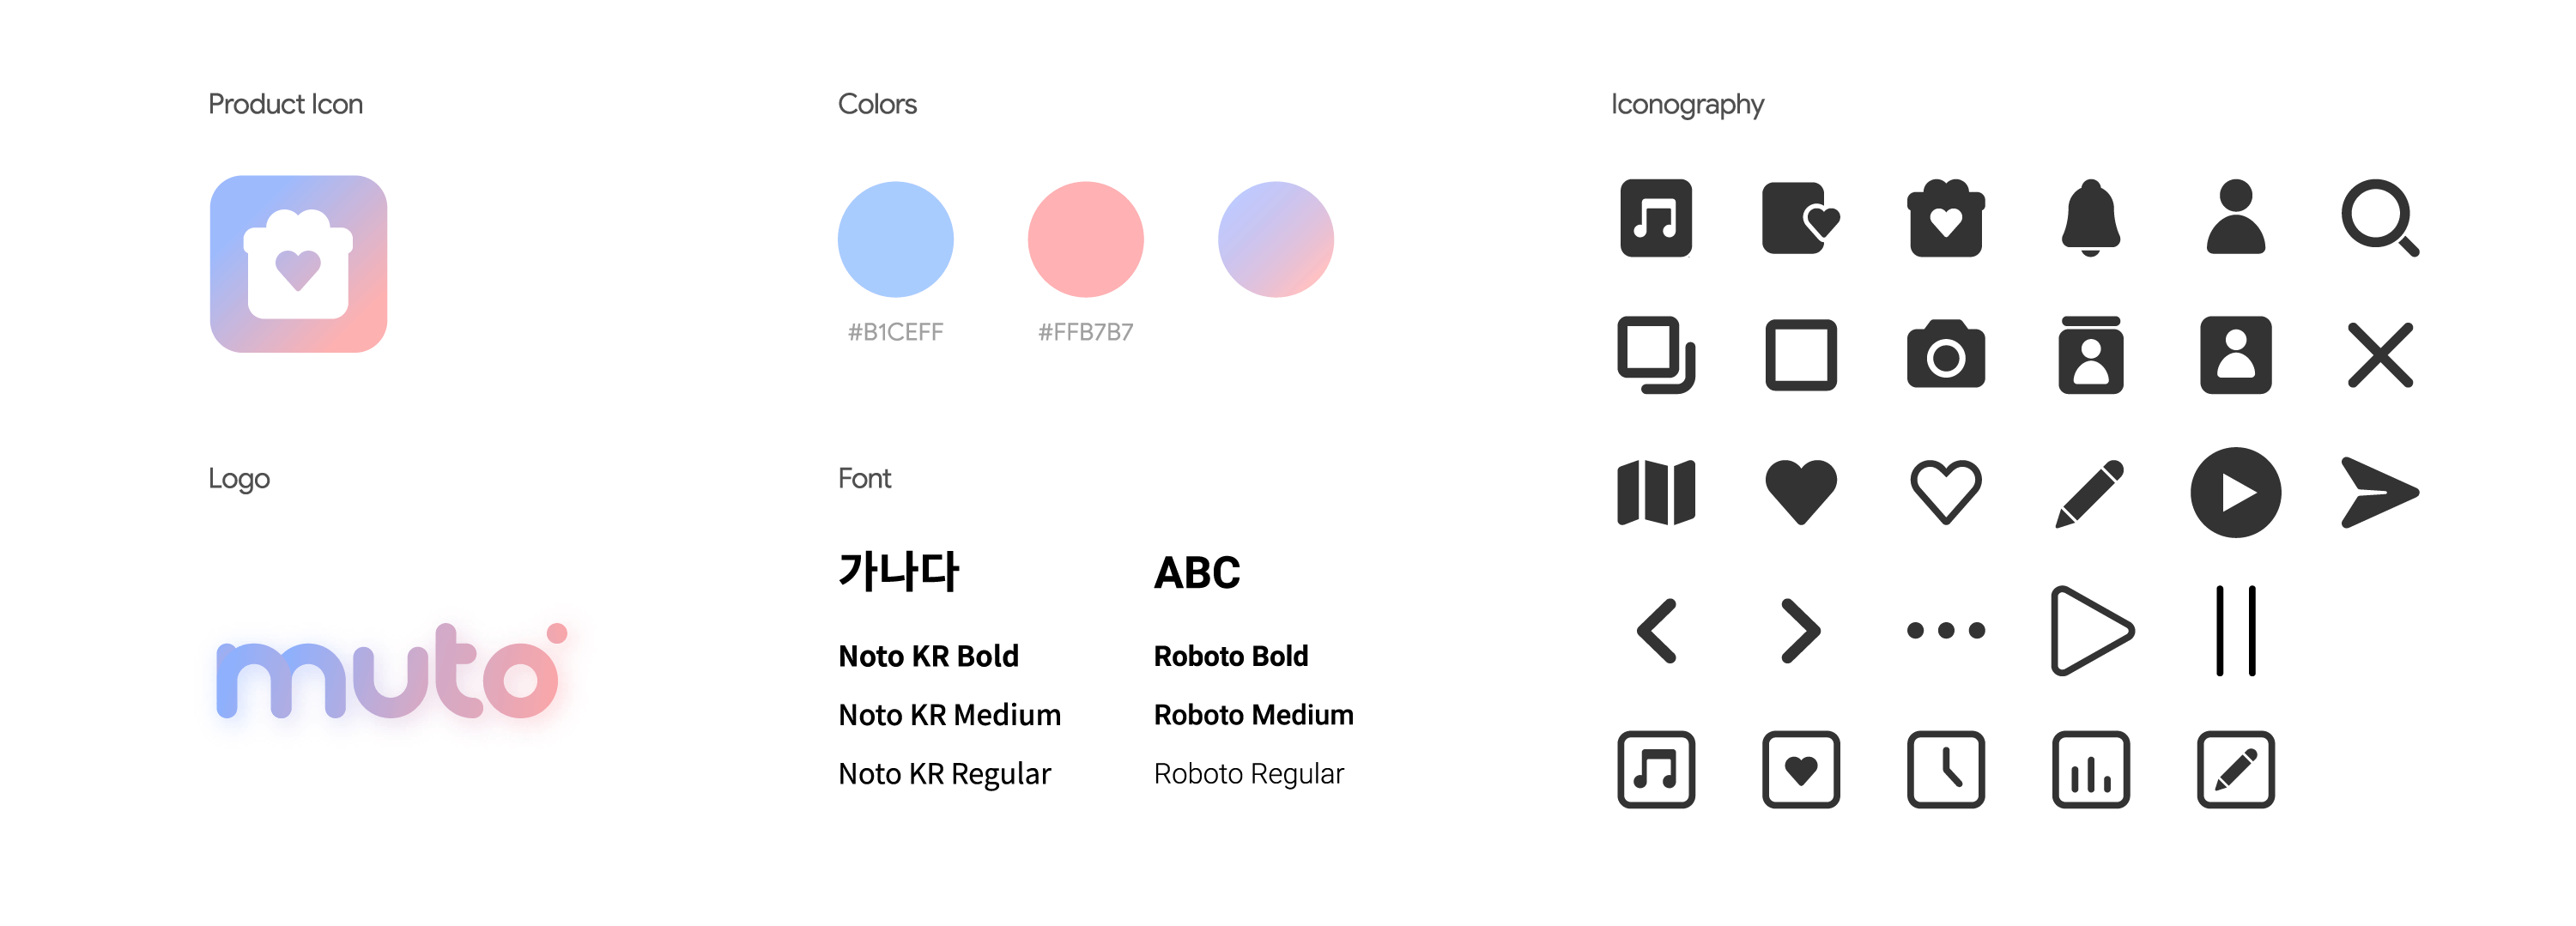 Product Icon
Logo
muto
Colors
#B1CEFF
#FFB7B7
Font
가나다
Noto KR Bold
Noto KR Medium
Noto KR Regular
ABC
Roboto Bold
Roboto Medium
Roboto Regular
Iconography